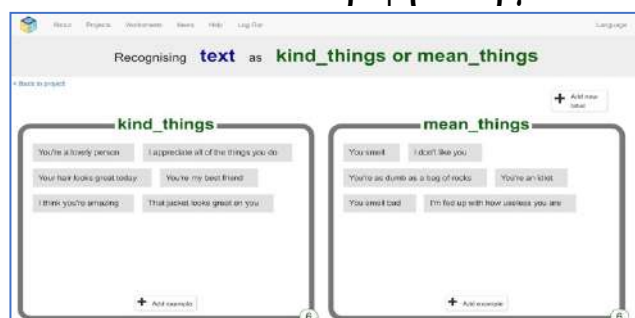 About Projects Worksheets News Help Log Out Language
Recognising text as kind_things or mean_things
< Back to project
+ Add new label
kind_things
You're a lovely person I appreciate all of the things you do
Your hair looks great today You're my best friend
I think you're amazing That jacket looks great on you
+ Add example
6
mean_things
You smell I don't like you
You're as dumb as a bag of rocks You're an idiot
You smell bad I'm fed up with how useless you are
+ Add example
6